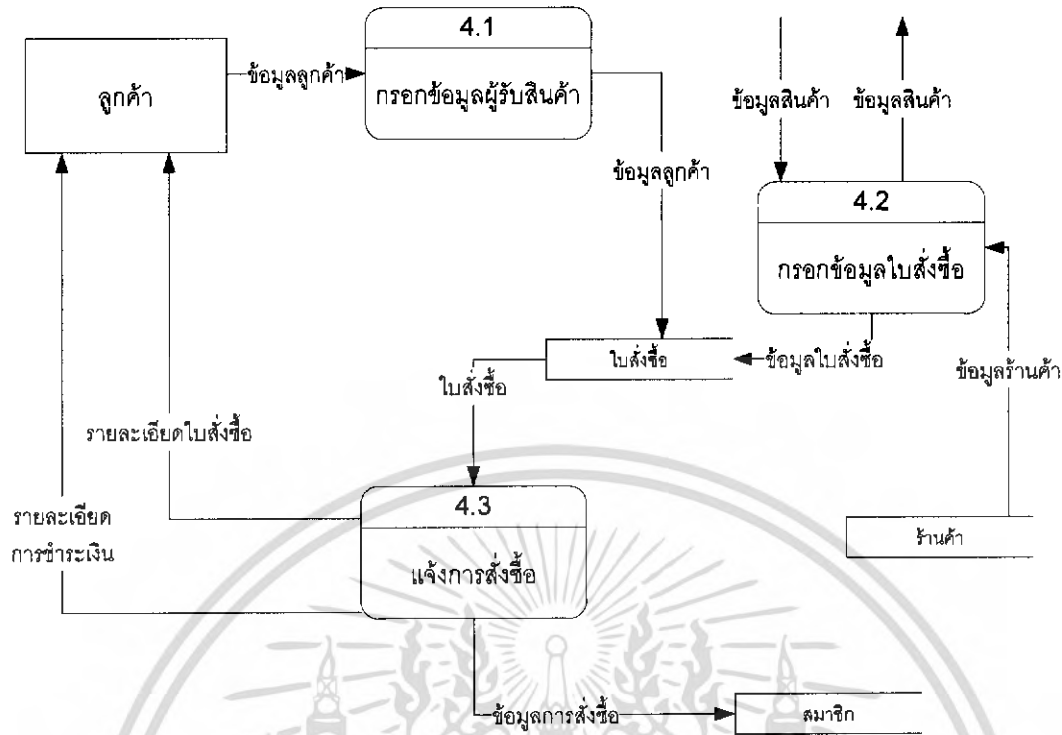 4.1
ลูกค้า
ข้อมูลลูกค้า
กรอกข้อมูลผู้รับสินค้า
ข้อมูลสินค้า
ข้อมูลสินค้า
ข้อมูลลูกค้า
4.2
กรอกข้อมูลใบสั่งซื้อ
ใบสั่งซื้อ
ข้อมูลใบสั่งซื้อ
ข้อมูลร้านค้า
ใบสั่งซื้อ
รายละเอียดใบสั่งซื้อ
4.3
รายละเอียด
การชำระเงิน
แจ้งการสั่งซื้อ
ร้านค้า
ข้อมูลการสั่งซื้อ
สมาชิก